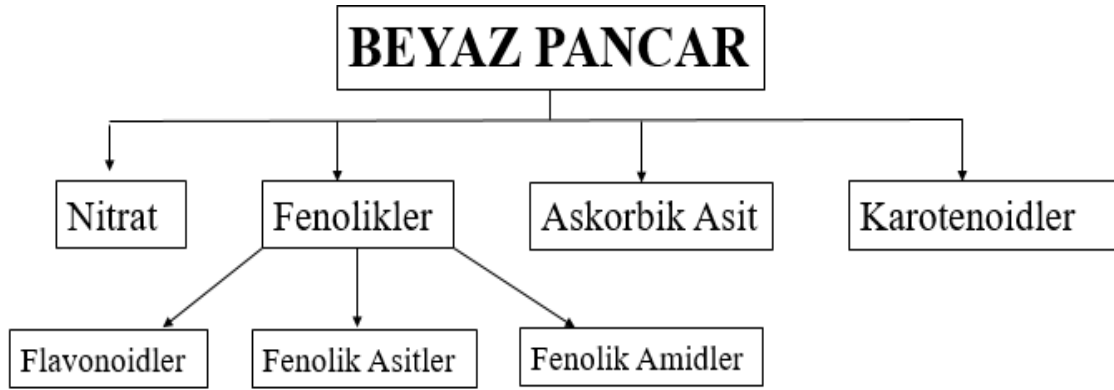 BEYAZ PANCAR
Nitrat
Fenolikler
Askorbik Asit
Karotenoidler
Flavonoidler
Fenolik Asitler
Fenolik Amidler